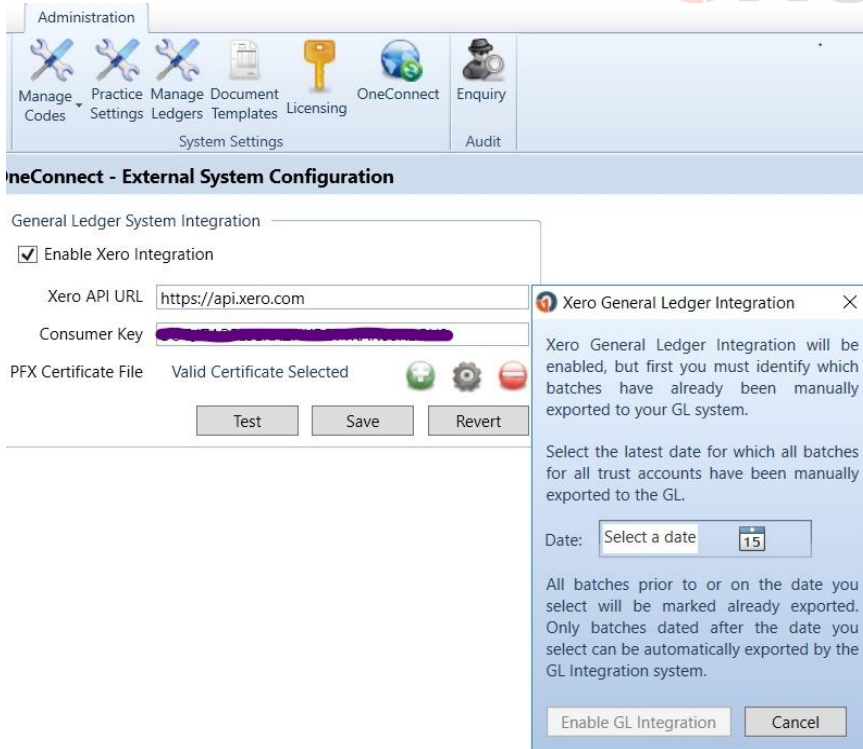 Administration
Manage Codes
Practice Settings
Manage Ledgers
Document Templates
Licensing
OneConnect
Enquiry
System Settings
Audit
neConnect - External System Configuration
General Ledger System Integration
Enable Xero Integration
Xero API URL https://api.xero.com
Consumer Key
PFX Certificate File Valid Certificate Selected
Test Save Revert
Xero General Ledger Integration
Xero General Ledger Integration will be
enabled, but first you must identify which
batches have already been manually
exported to your GL system.
Select the latest date for which all batches
for all trust accounts have been manually
exported to the GL.
Date: Select a date 15
All batches prior to or on the date you
select will be marked already exported.
Only batches dated after the date you
select can be automatically exported by the
GL Integration system.
Enable GL Integration Cancel